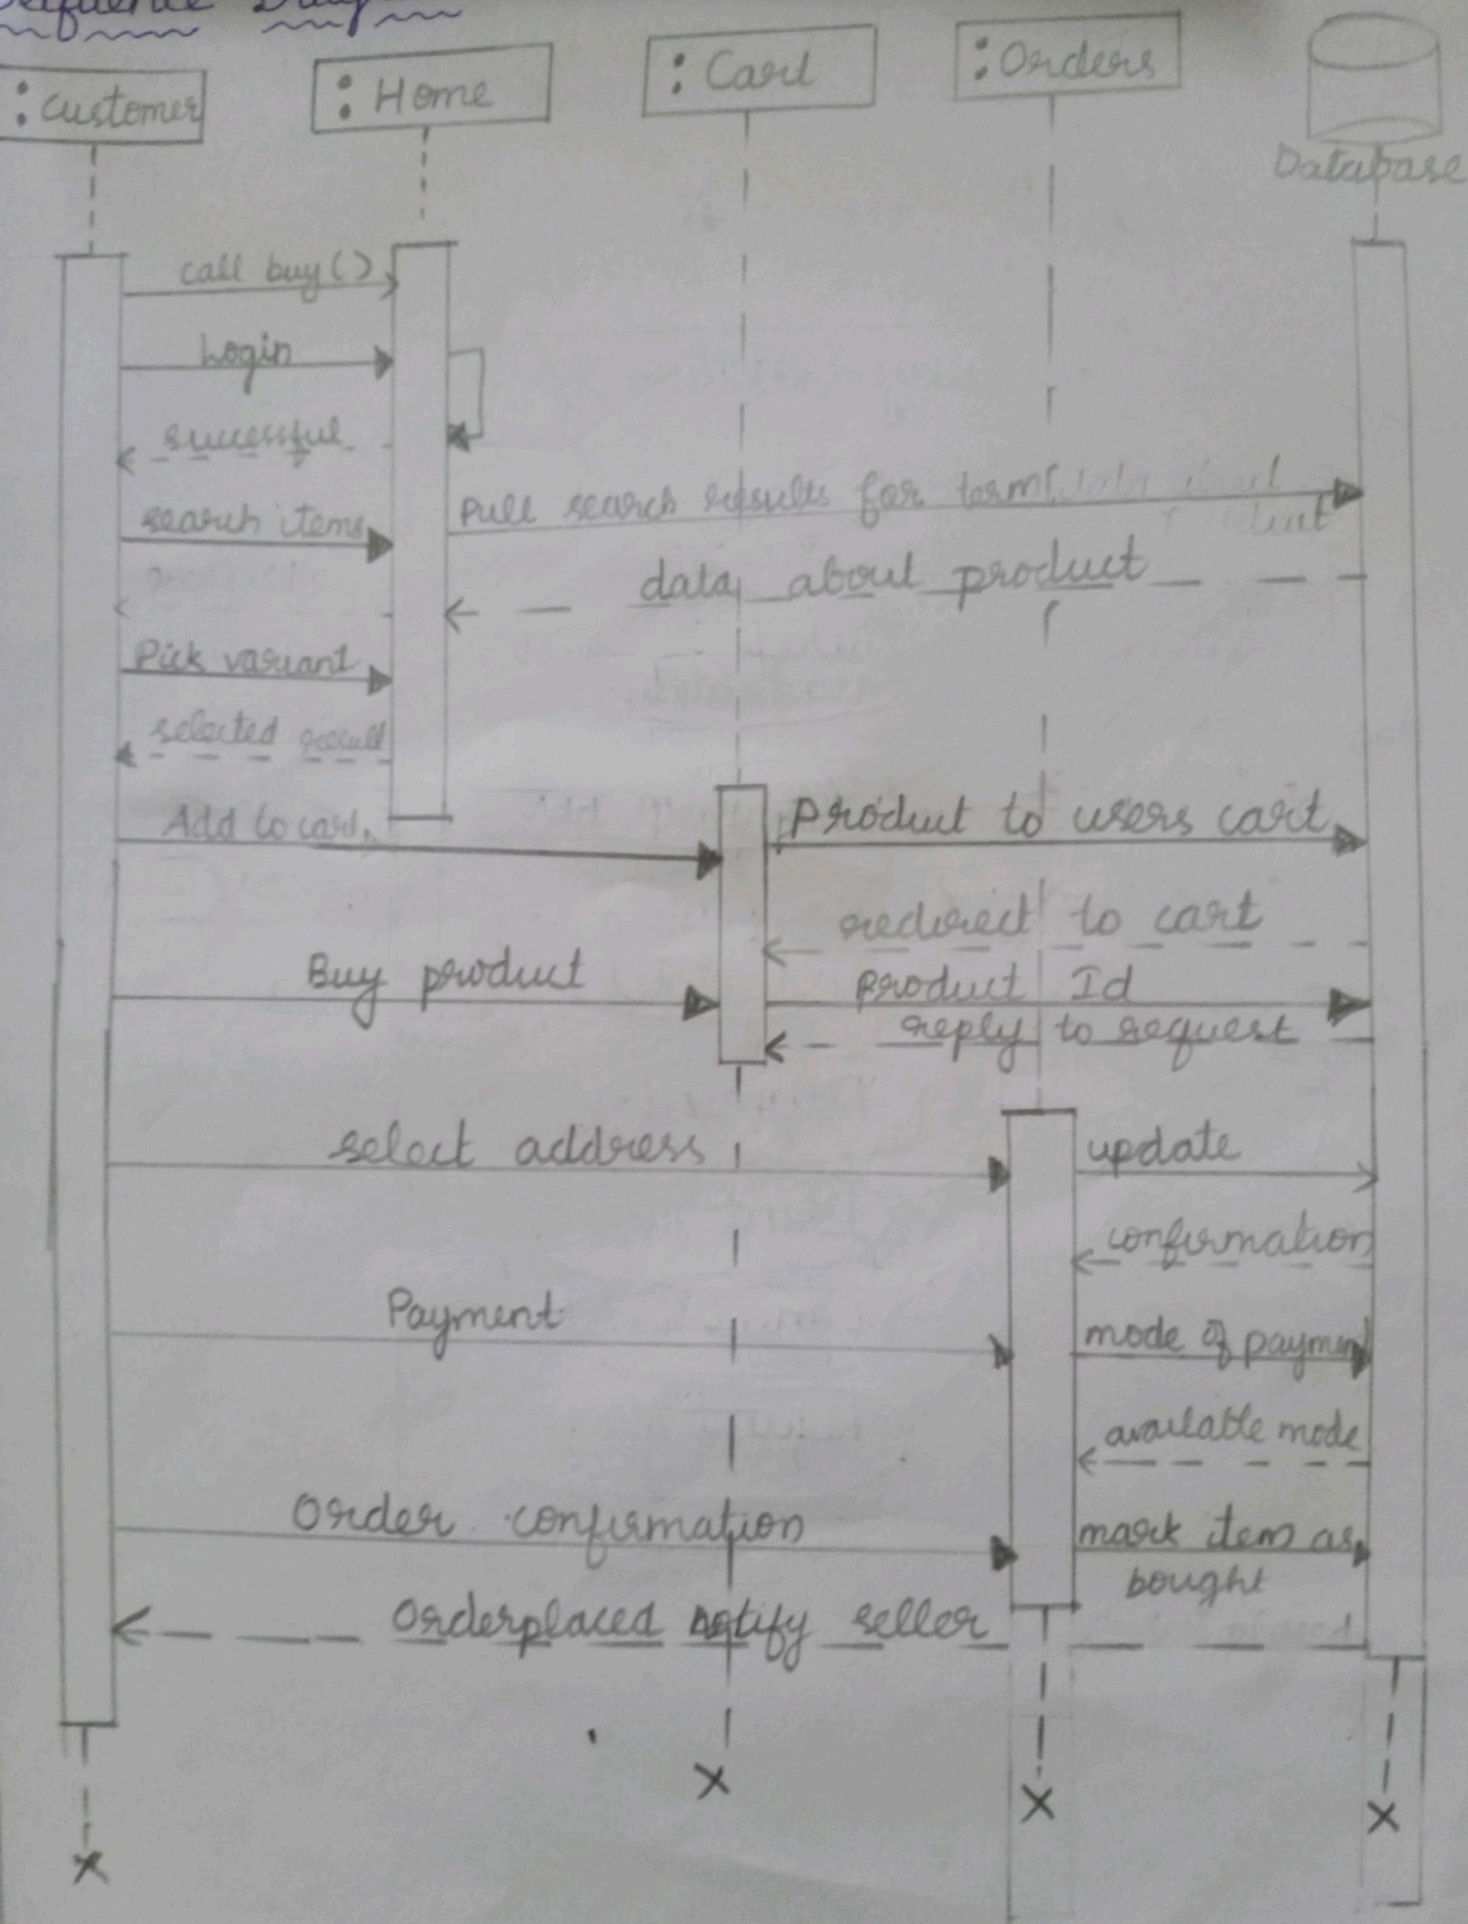 Sequence
: Customer
: Home
: Cart
: Orders
Database
call buy()
Login
successful
search items
Pull search results for term
data about product
Pick variant
selected result
Add to cart
Product to users cart
redirect to cart
Buy product
Product Id
reply to request
select address
update
confirmation
Payment
mode of payment
available mode
Order confirmation
mark item as
bought
Orderplaced notify seller